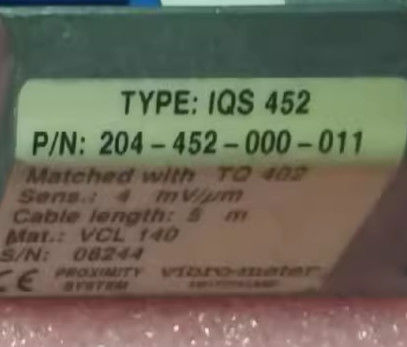 TYPE: IQS 452
P/N: 204 – 452 – 000 – 011
Matched with TQ 402
Sens.: 4 mV/µm
Cable length: 5 m
Mat.: VCL 140
S/N: 08244
CE PROXIMITY SYSTEM vibro-meter SWITZERLAND